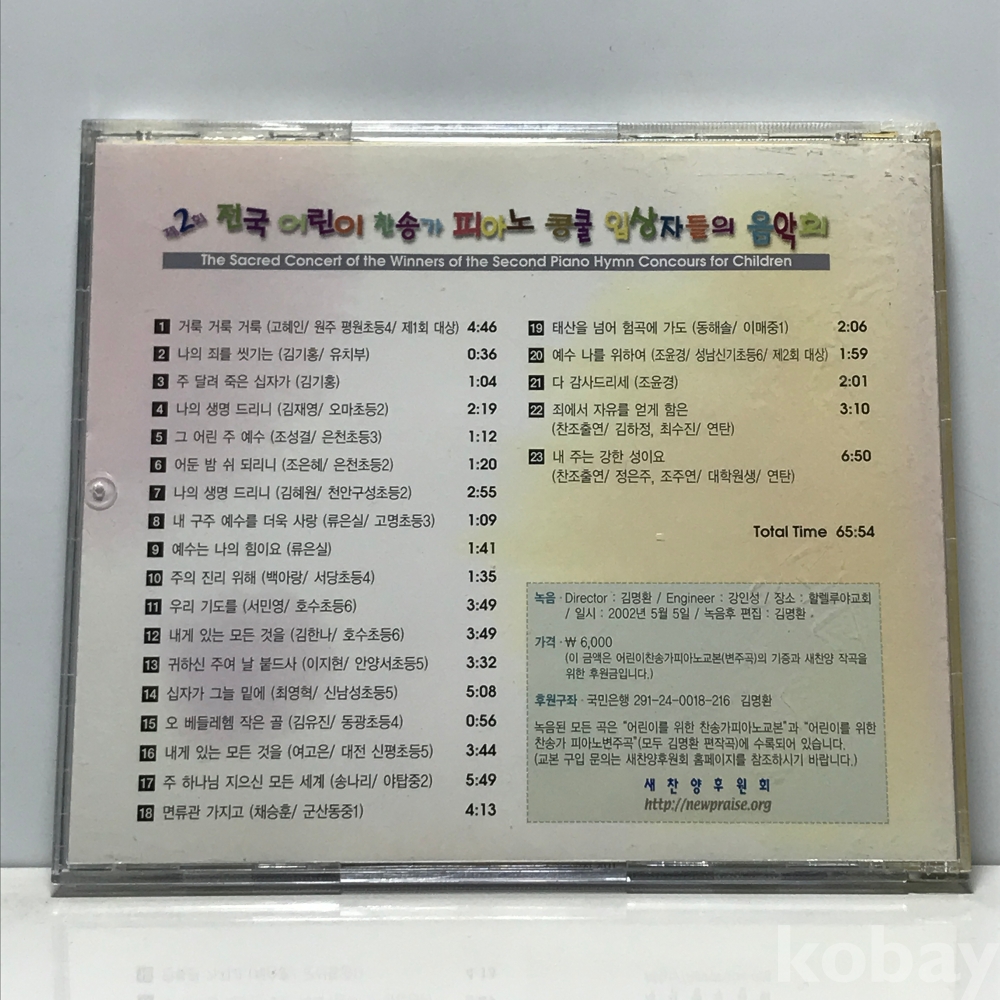 제2회 전국 어린이 찬송가 피아노 콩쿨 입상자들의 음악회
The Sacred Concert of the Winners of the Second Piano Hymn Concours for Children
1 거룩 거룩 거룩 (고혜인/ 원주 평원초등4/ 제1회 대상) 4:46
2 나의 죄를 씻기는 (김기홍/ 유치부) 0:36
3 주 달려 죽은 십자가 (김기홍) 1:04
4 나의 생명 드리니 (김재영/ 오마초등2) 2:19
5 그 어린 주 예수 (조성결/ 은천초등3) 1:12
6 어둔 밤 쉬 되리니 (조은혜/ 은천초등2) 1:20
7 나의 생명 드리니 (김혜원/ 천안구성초등2) 2:55
8 내 구주 예수를 더욱 사랑 (류은실/ 고명초등3) 1:09
9 예수는 나의 힘이요 (류은실) 1:41
10 주의 진리 위해 (백아랑/ 서당초등4) 1:35
11 우리 기도를 (서민영/ 호수초등6) 3:49
12 내게 있는 모든 것을 (김한나/ 호수초등6) 3:49
13 귀하신 주여 날 붙드사 (이지현/ 안양서초등5) 3:32
14 십자가 그늘 밑에 (최영혁/ 신남성초등5) 5:08
15 오 베들레헴 작은 골 (김유진/ 동광초등4) 0:56
16 내게 있는 모든 것을 (여고은/ 대전 신평초등5) 3:44
17 주 하나님 지으신 모든 세계 (송나리/ 야탑중2) 5:49
18 면류관 가지고 (채승훈/ 군산동중1) 4:13
19 태산을 넘어 험곡에 가도 (동해솔/ 이매중1) 2:06
20 예수 나를 위하여 (조윤경/ 성남신기초등6/ 제2회 대상) 1:59
21 다 감사드리세 (조윤경) 2:01
22 죄에서 자유를 얻게 함은 3:10
(찬조출연/ 김하정, 최수진/ 연탄)
23 내 주는 강한 성이요 6:50
(찬조출연/ 정은주, 조주연/ 대학원생/ 연탄)
Total Time 65:54
녹음 · Director : 김명환 / Engineer : 강인성 / 장소 : 할렐루야교회
/ 일시 : 2002년 5월 5일 / 녹음후 편집 : 김명환
가격 · ₩ 6,000
(이 금액은 어린이찬송가피아노교본(변주곡)의 기증과 새찬양 작곡을
위한 후원금입니다.)
후원구좌 · 국민은행 291-24-0018-216 김명환
녹음된 모든 곡은 "어린이를 위한 찬송가피아노교본"과 "어린이를 위한
찬송가 피아노변주곡"(모두 김명환 편작곡)에 수록되어 있습니다.
(교본 구입 문의는 새찬양후원회 홈페이지를 참조하시기 바랍니다.)
새찬양후원회
http://newpraise.org
kobay